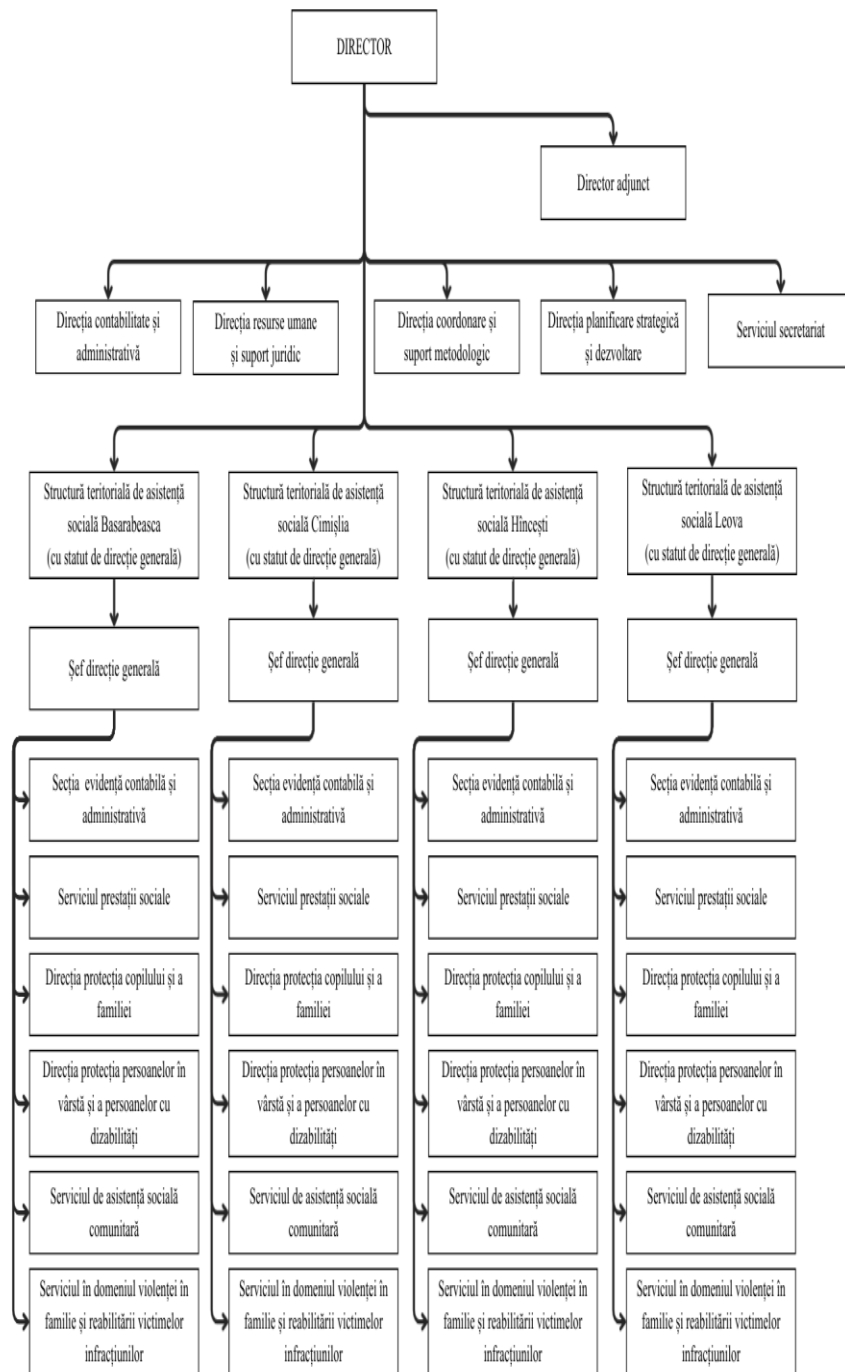 DIRECTOR
Director adjunct
Direcția contabilitate și
administrativă
Direcția resurse umane
și suport juridic
Direcția coordonare și
suport metodologic
Direcția planificare strategică
și dezvoltare
Serviciul secretariat
Structură teritorială de asistență
socială Basarabeasca
(cu statut de direcție generală)
Structură teritorială de asistență
socială Cimișlia
(cu statut de direcție generală)
Structură teritorială de asistență
socială Hîncești
(cu statut de direcție generală)
Structură teritorială de asistență
socială Leova
(cu statut de direcție generală)
Șef direcție generală
Șef direcție generală
Șef direcție generală
Șef direcție generală
Secția evidență contabilă și
administrativă
Secția evidență contabilă și
administrativă
Secția evidență contabilă și
administrativă
Secția evidență contabilă și
administrativă
Serviciul prestații sociale
Serviciul prestații sociale
Serviciul prestații sociale
Serviciul prestații sociale
Direcția protecția copilului și a
familiei
Direcția protecția copilului și a
familiei
Direcția protecția copilului și a
familiei
Direcția protecția copilului și a
familiei
Direcția protecția persoanelor în
vârstă și a persoanelor cu
dizabilități
Direcția protecția persoanelor în
vârstă și a persoanelor cu
dizabilități
Direcția protecția persoanelor în
vârstă și a persoanelor cu
dizabilități
Direcția protecția persoanelor în
vârstă și a persoanelor cu
dizabilități
Serviciul de asistență socială
comunitară
Serviciul de asistență socială
comunitară
Serviciul de asistență socială
comunitară
Serviciul de asistență socială
comunitară
Serviciul în domeniul violenței în
familie și reabilitării victimelor
infracțiunilor
Serviciul în domeniul violenței în
familie și reabilitării victimelor
infracțiunilor
Serviciul în domeniul violenței în
familie și reabilitării victimelor
infracțiunilor
Serviciul în domeniul violenței în
familie și reabilitării victimelor
infracțiunilor